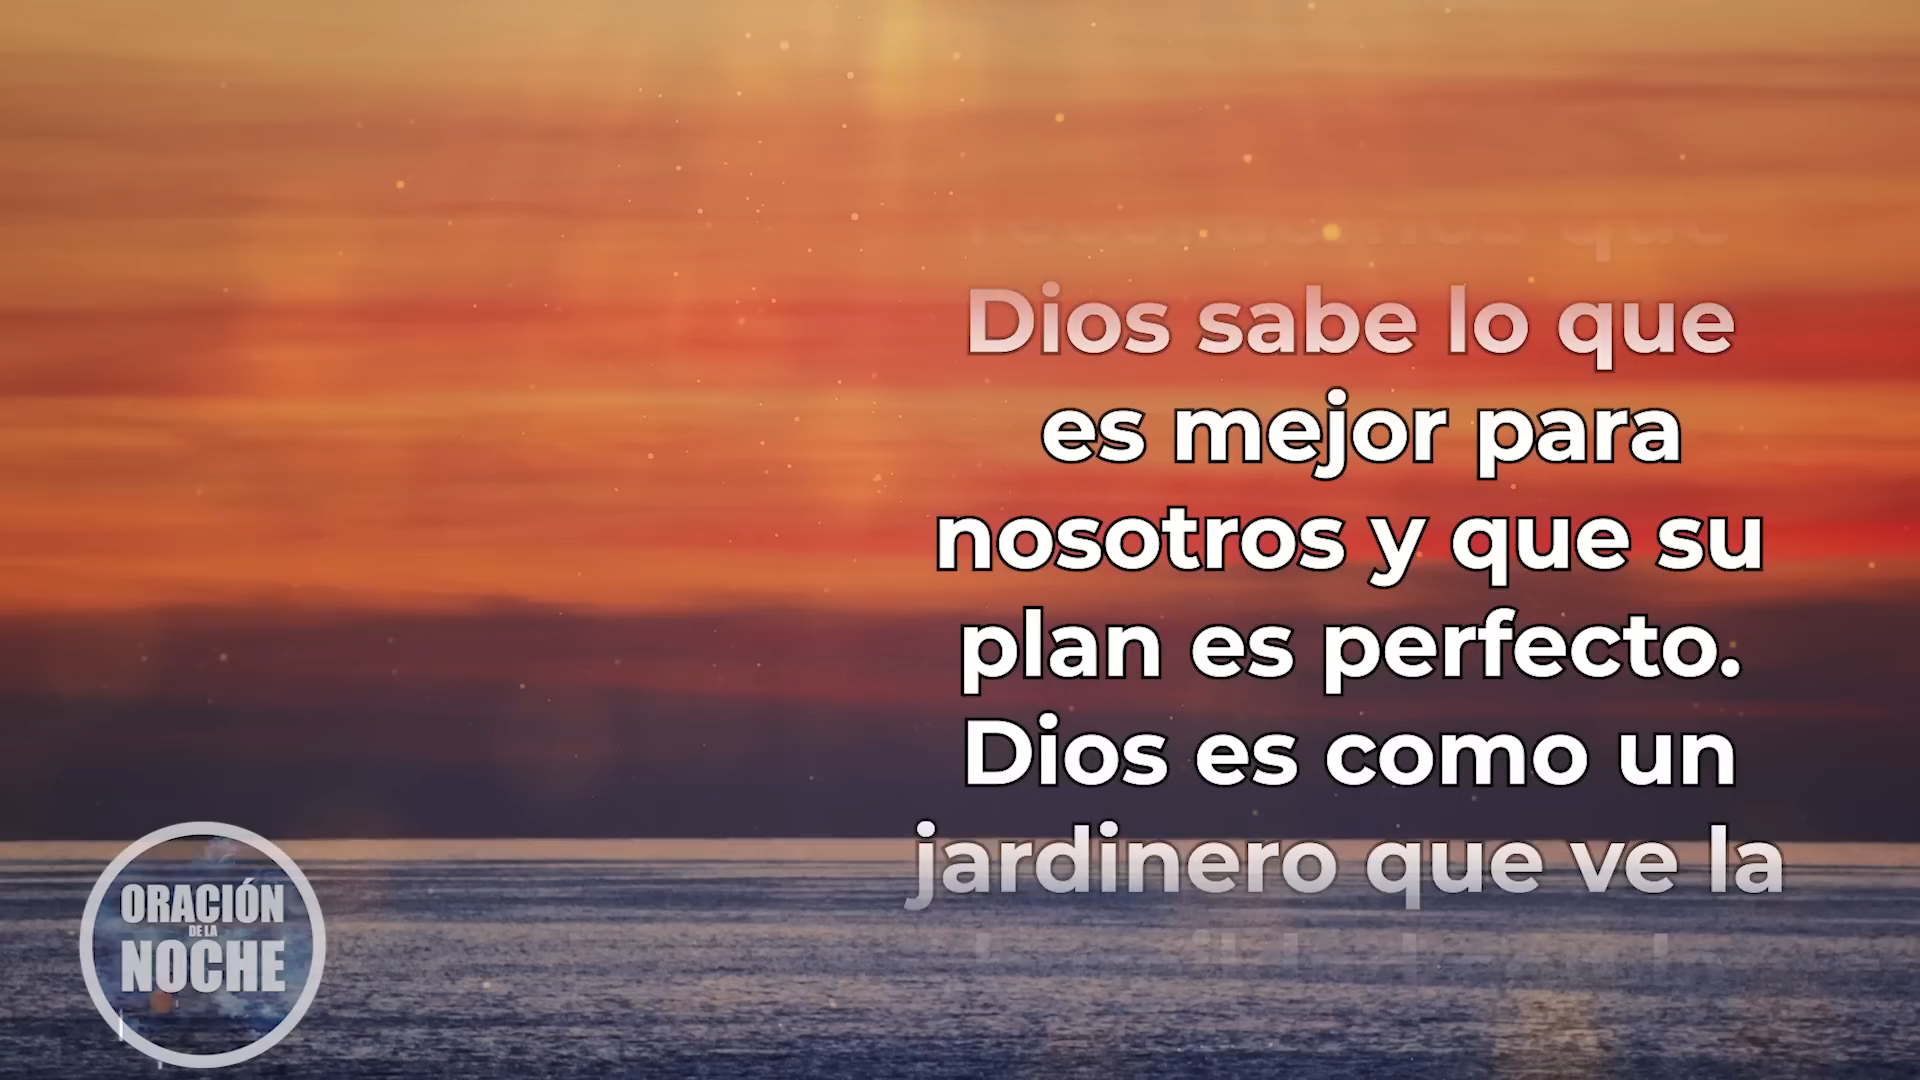 Dios sabe lo que
es mejor para
nosotros y que su
plan es perfecto.
Dios es como un
jardinero que ve la
ORACIÓN
DE LA
NOCHE